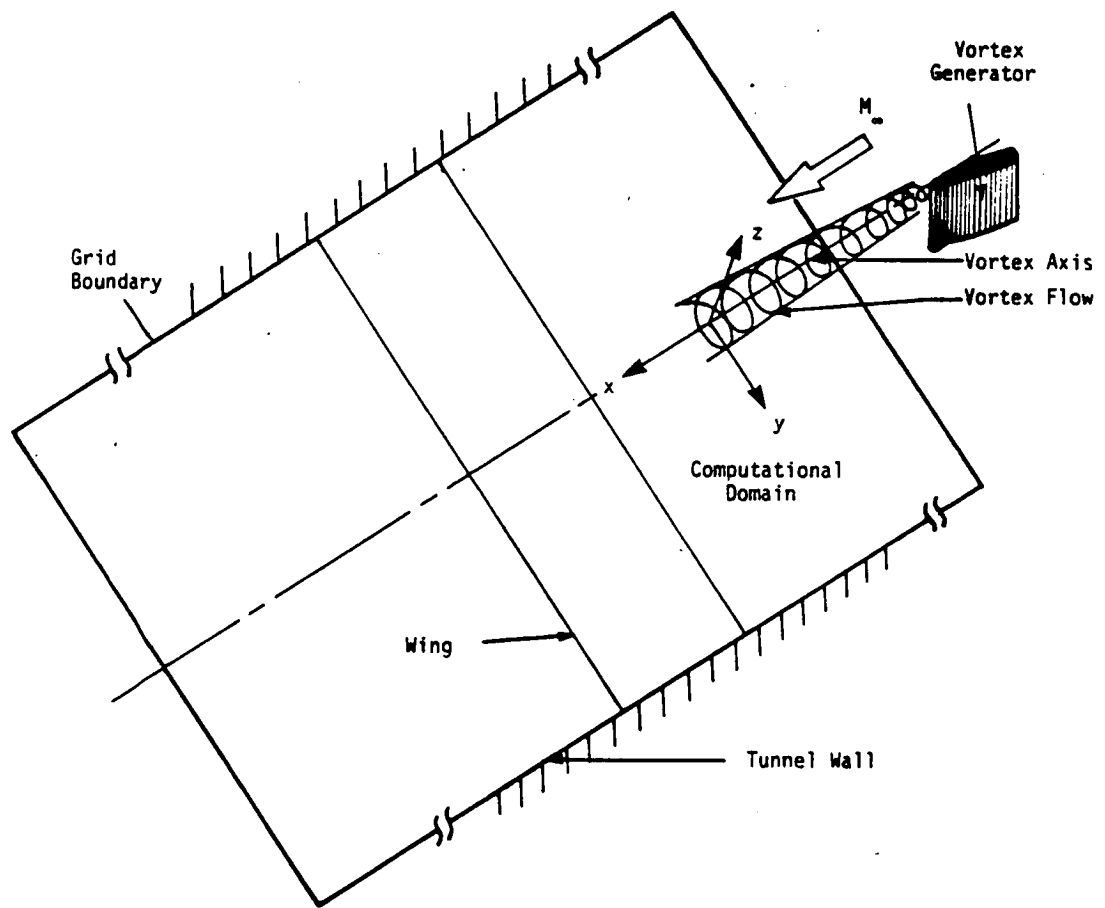 Vortex
Generator
M∞
z
Grid
Boundary
Vortex Axis
Vortex Flow
x
y
Computational
Domain
Wing
Tunnel Wall